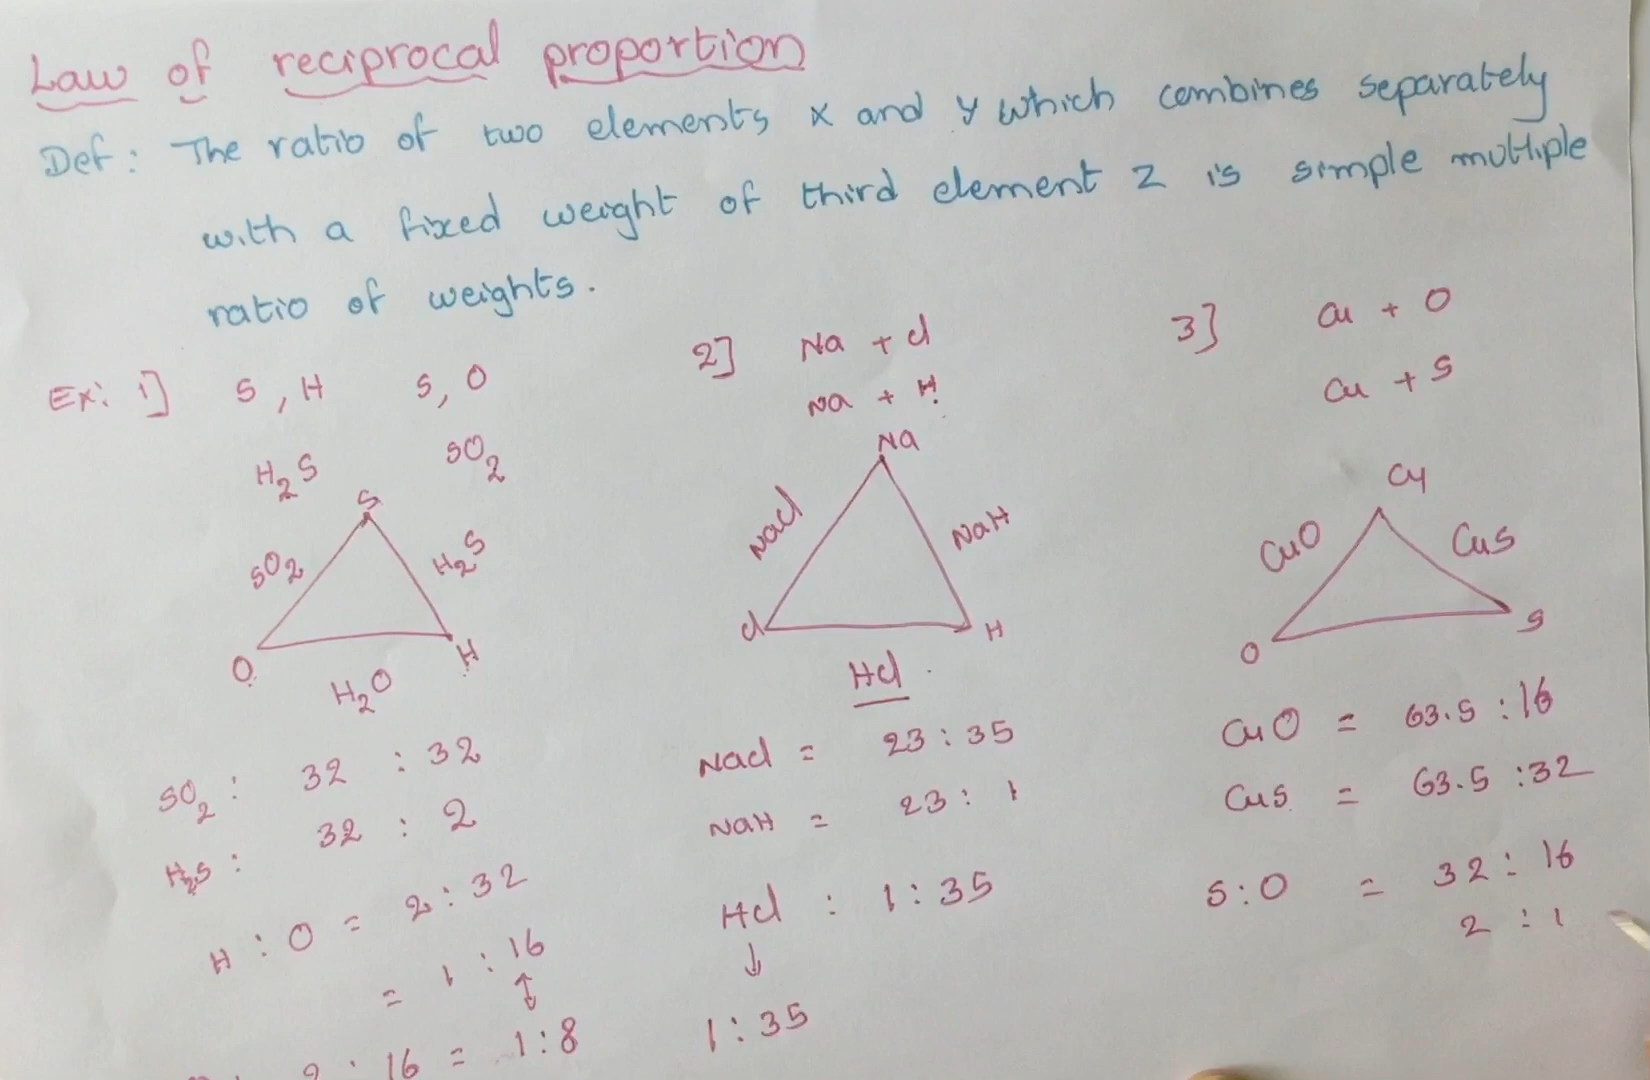 Law of reciprocal proportion
Def: The ratio of two elements x and y which combines separately
with a fixed weight of third element z is simple multiple
ratio of weights.
Ex: 1] S, H S, O
H2S SO2
S
SO2 H2S
O H
H2O
SO2 : 32 : 32
H2S : 32 : 2
H : O = 2 : 32
= 1 : 16
↕
2 : 16 = 1 : 8
2] Na + Cl
Na + H
Na
NaCl NaH
Cl H
HCl
NaCl = 23 : 35
NaH = 23 : 1
HCl : 1 : 35
↓
1 : 35
3] Cu + O
Cu + S
Cu
CuO CuS
O S
CuO = 63.5 : 16
CuS = 63.5 : 32
S : O = 32 : 16
2 : 1